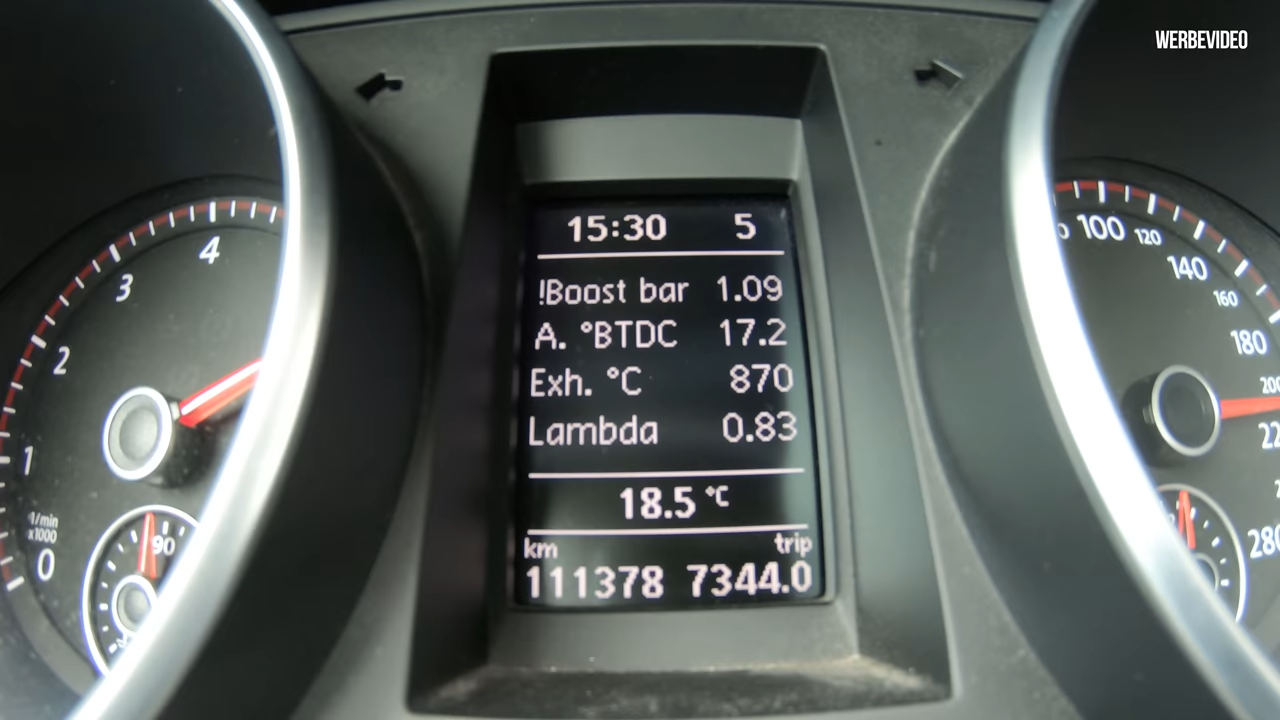 WERBEVIDEO
15:30 5
!Boost bar 1.09
A. °BTDC 17.2
Exh. °C 870
Lambda 0.83
18.5 °C
km trip
111378 7344.0
4
3
2
1
0
1/min
x1000
90
100
120
140
160
180
280